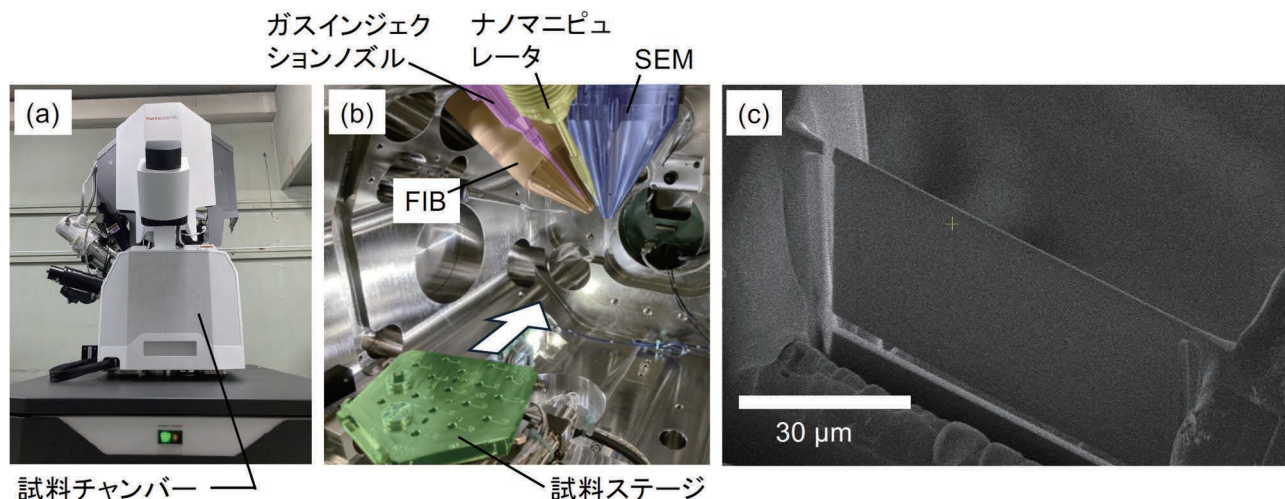 ガスインジェク
ションノズル
ナノマニピュ
レータ
SEM
(a)
(b)
(c)
FIB
30 µm
試料チャンバー
試料ステージ